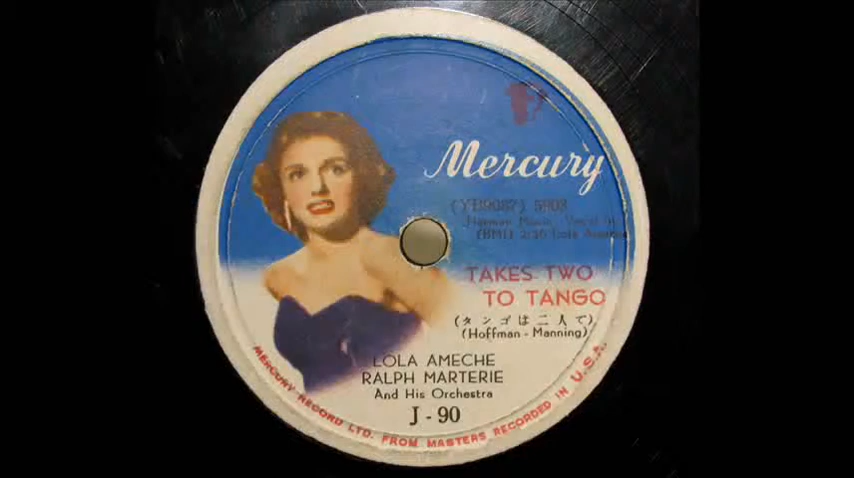 Mercury
TAKES TWO
TO TANGO
(タンゴは二人で)
(Hoffman - Manning)
LOLA AMECHE
RALPH MARTERIE
And His Orchestra
J - 90
MERCURY RECORD LTD. FROM MASTERS RECORDED IN U.S.A.